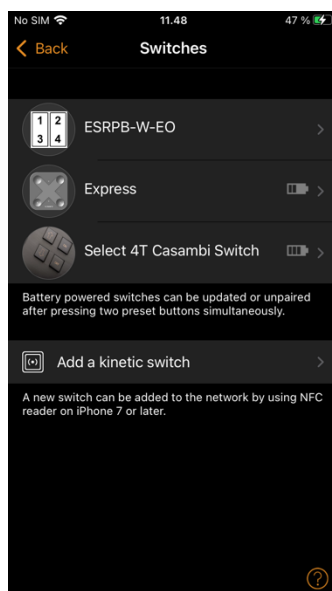 No SIM 11.48 47 %
Back Switches
1 2
3 4
ESRPB-W-EO
Express
Select 4T Casambi Switch
Battery powered switches can be updated or unpaired
after pressing two preset buttons simultaneously.
Add a kinetic switch
A new switch can be added to the network by using NFC
reader on iPhone 7 or later.
?